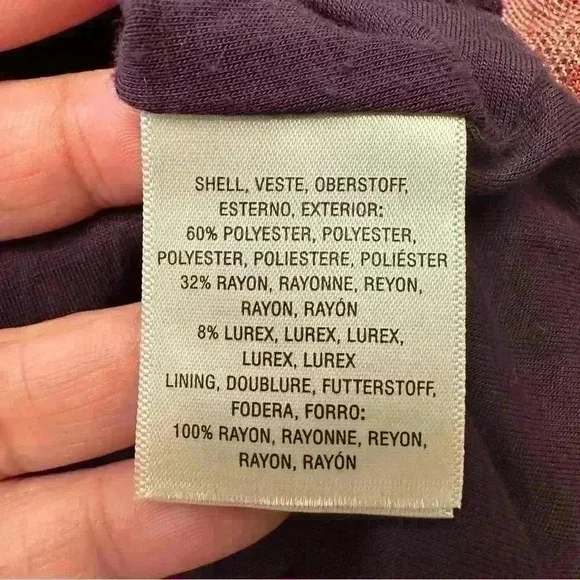 SHELL, VESTE, OBERSTOFF,
ESTERNO, EXTERIOR:
60% POLYESTER, POLYESTER,
POLYESTER, POLIESTERE, POLIÉSTER
32% RAYON, RAYONNE, REYON,
RAYON, RAYÓN
8% LUREX, LUREX, LUREX,
LUREX, LUREX
LINING, DOUBLURE, FUTTERSTOFF,
FODERA, FORRO:
100% RAYON, RAYONNE, REYON,
RAYON, RAYÓN